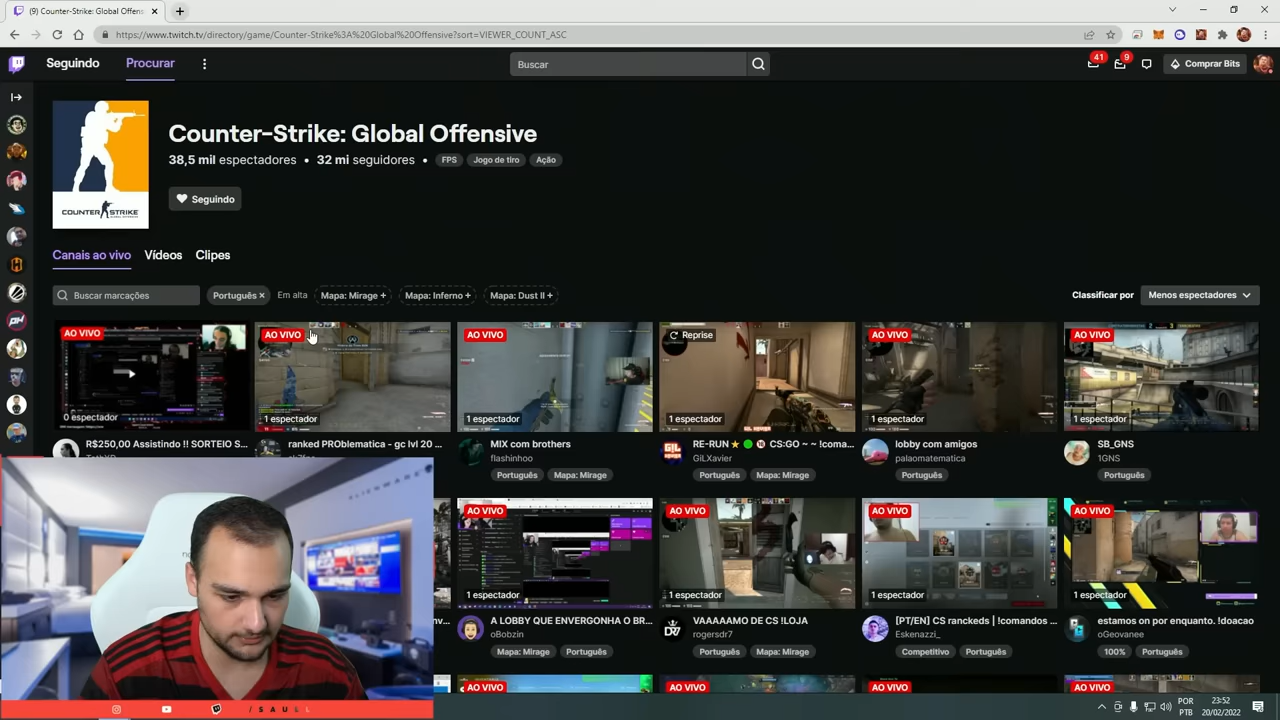 (9) Counter-Strike: Global Offens
https://www.twitch.tv/directory/game/Counter-Strike%3A%20Global%20Offensive?sort=VIEWER_COUNT_ASC
Seguindo
Procurar
Buscar
41
9
Comprar Bits
Counter-Strike: Global Offensive
38,5 mil espectadores • 32 mi seguidores •
FPS
Jogo de tiro
Ação
Seguindo
COUNTER STRIKE
GLOBAL OFFENSIVE
Canais ao vivo
Vídeos
Clipes
Buscar marcações
Português ×
Em alta
Mapa: Mirage +
Mapa: Inferno +
Mapa: Dust II +
Classificar por
Menos espectadores
AO VIVO
AO VIVO
AO VIVO
Reprise
AO VIVO
AO VIVO
0 espectador
1 espectador
1 espectador
1 espectador
1 espectador
1 espectador
R$250,00 Assistindo !! SORTEIO S...
ranked PROblematica - gc lvl 20 ...
MIX com brothers
flashinhoo
Português
Mapa: Mirage
RE-RUN CS:GO ~ ~ !coma...
GiLXavier
Português
Mapa: Mirage
lobby com amigos
palaomatematica
Português
SB_GNS
1GNS
Português
AO VIVO
AO VIVO
AO VIVO
AO VIVO
1 espectador
1 espectador
1 espectador
1 espectador
A LOBBY QUE ENVERGONHA O BR...
oBobzin
Mapa: Mirage
Português
VAAAAAMO DE CS !LOJA
rogersdr7
Português
Mapa: Mirage
[PT/EN] CS ranckeds | !comandos ...
Eskenazzi_
Competitivo
Português
estamos on por enquanto. !doacao
oGeovanee
100%
Português
AO VIVO
AO VIVO
AO VIVO
AO VIVO
POR
PTB
23:52
20/02/2022